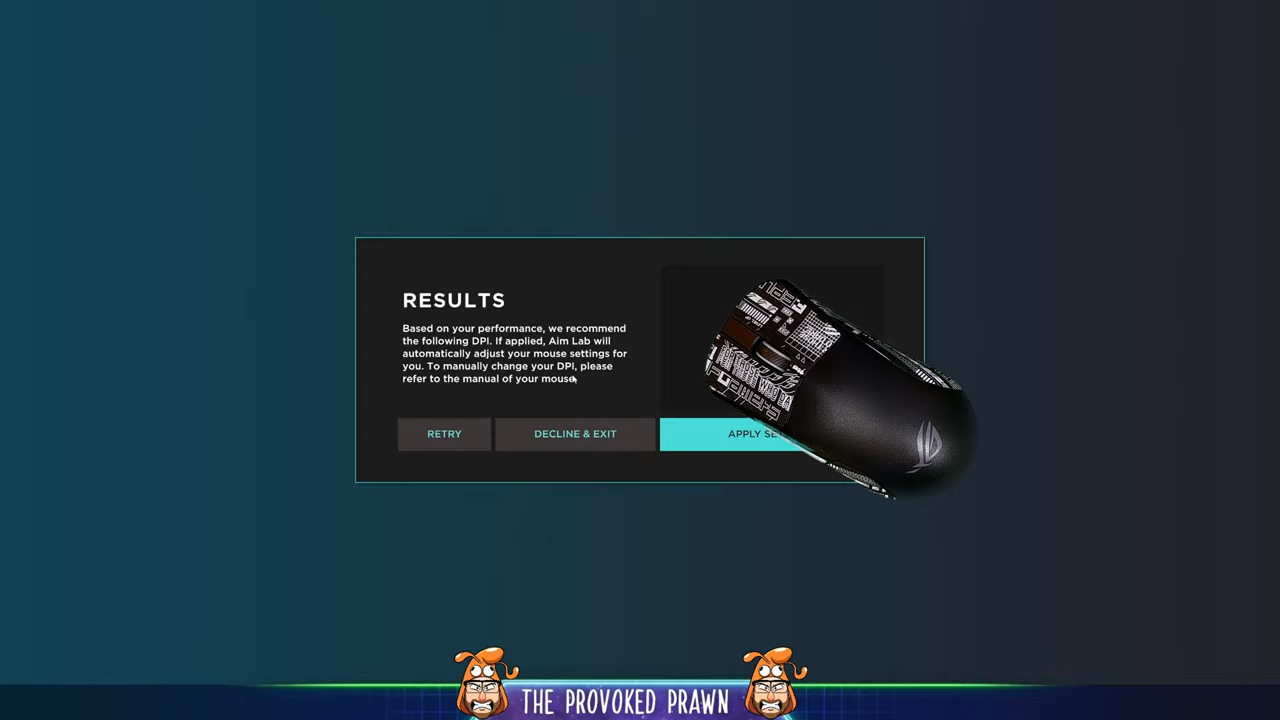 RESULTS
Based on your performance, we recommend
the following DPI. If applied, Aim Lab will
automatically adjust your mouse settings for
you. To manually change your DPI, please
refer to the manual of your mouse.
RETRY
DECLINE & EXIT
APPLY
THE PROVOKED PRAWN